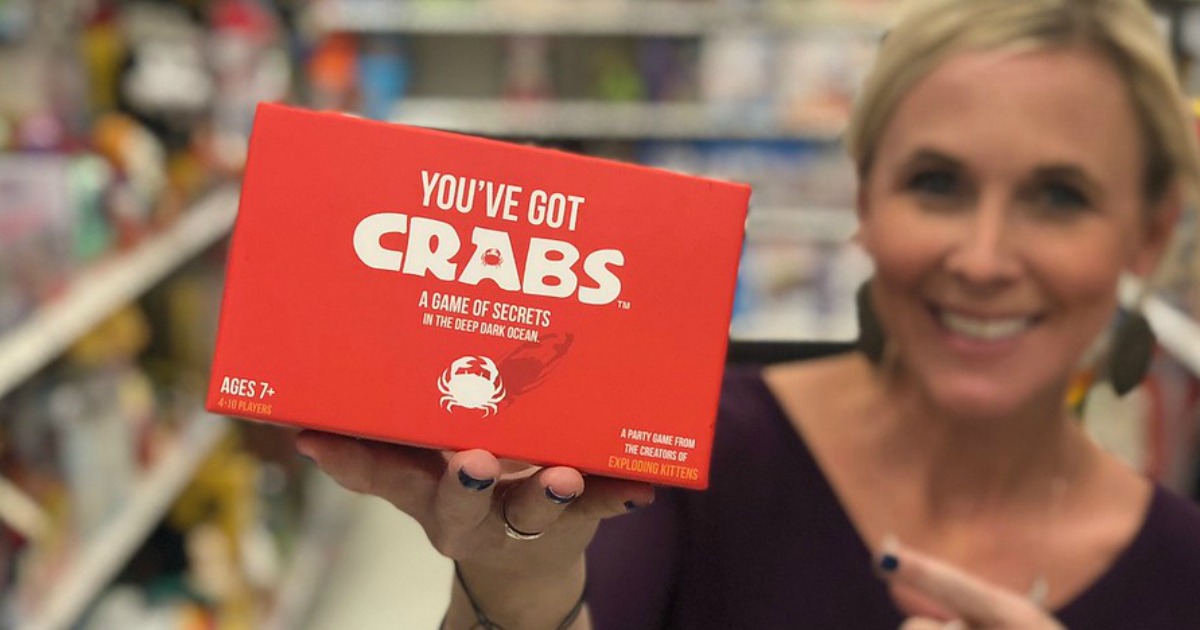 YOU'VE GOT
CRABS™
A GAME OF SECRETS
IN THE DEEP DARK OCEAN.
AGES 7+
4-10 PLAYERS
A PARTY GAME FROM
THE CREATORS OF
EXPLODING KITTENS